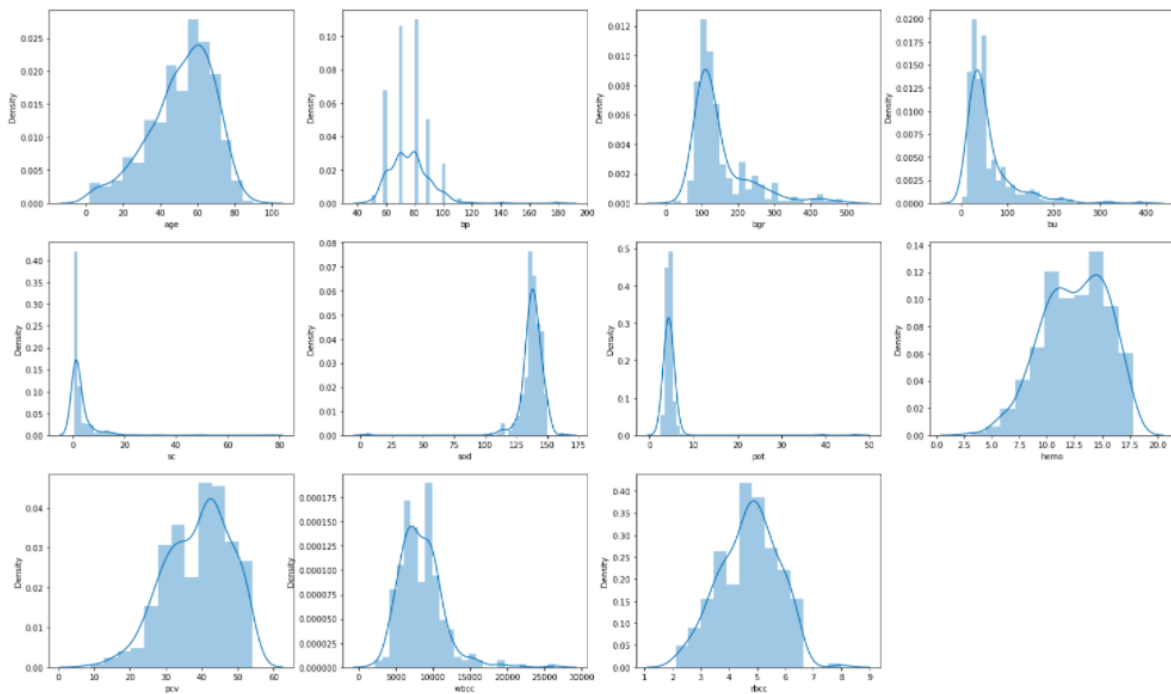 Density
0.025
0.020
0.015
0.010
0.005
0.000
0 20 40 60 80 100
age
Density
0.10
0.08
0.06
0.04
0.02
0.00
40 60 80 100 120 140 160 180 200
bp
Density
0.012
0.010
0.008
0.006
0.004
0.002
0.000
0 100 200 300 400 500
bgr
Density
0.0200
0.0175
0.0150
0.0125
0.0100
0.0075
0.0050
0.0025
0.0000
0 100 200 300 400
bu
Density
0.40
0.35
0.30
0.25
0.20
0.15
0.10
0.05
0.00
0 20 40 60 80
sc
Density
0.08
0.07
0.06
0.05
0.04
0.03
0.02
0.01
0.00
0 25 50 75 100 125 150 175
sod
Density
0.5
0.4
0.3
0.2
0.1
0.0
0 10 20 30 40 50
pot
Density
0.14
0.12
0.10
0.08
0.06
0.04
0.02
0.00
0.0 2.5 5.0 7.5 10.0 12.5 15.0 17.5 20.0
hemo
Density
0.04
0.03
0.02
0.01
0.00
0 10 20 30 40 50 60
pcv
Density
0.000175
0.000150
0.000125
0.000100
0.000075
0.000050
0.000025
0.000000
0 5000 10000 15000 20000 25000 30000
wbcc
Density
0.40
0.35
0.30
0.25
0.20
0.15
0.10
0.05
0.00
1 2 3 4 5 6 7 8 9
rbcc